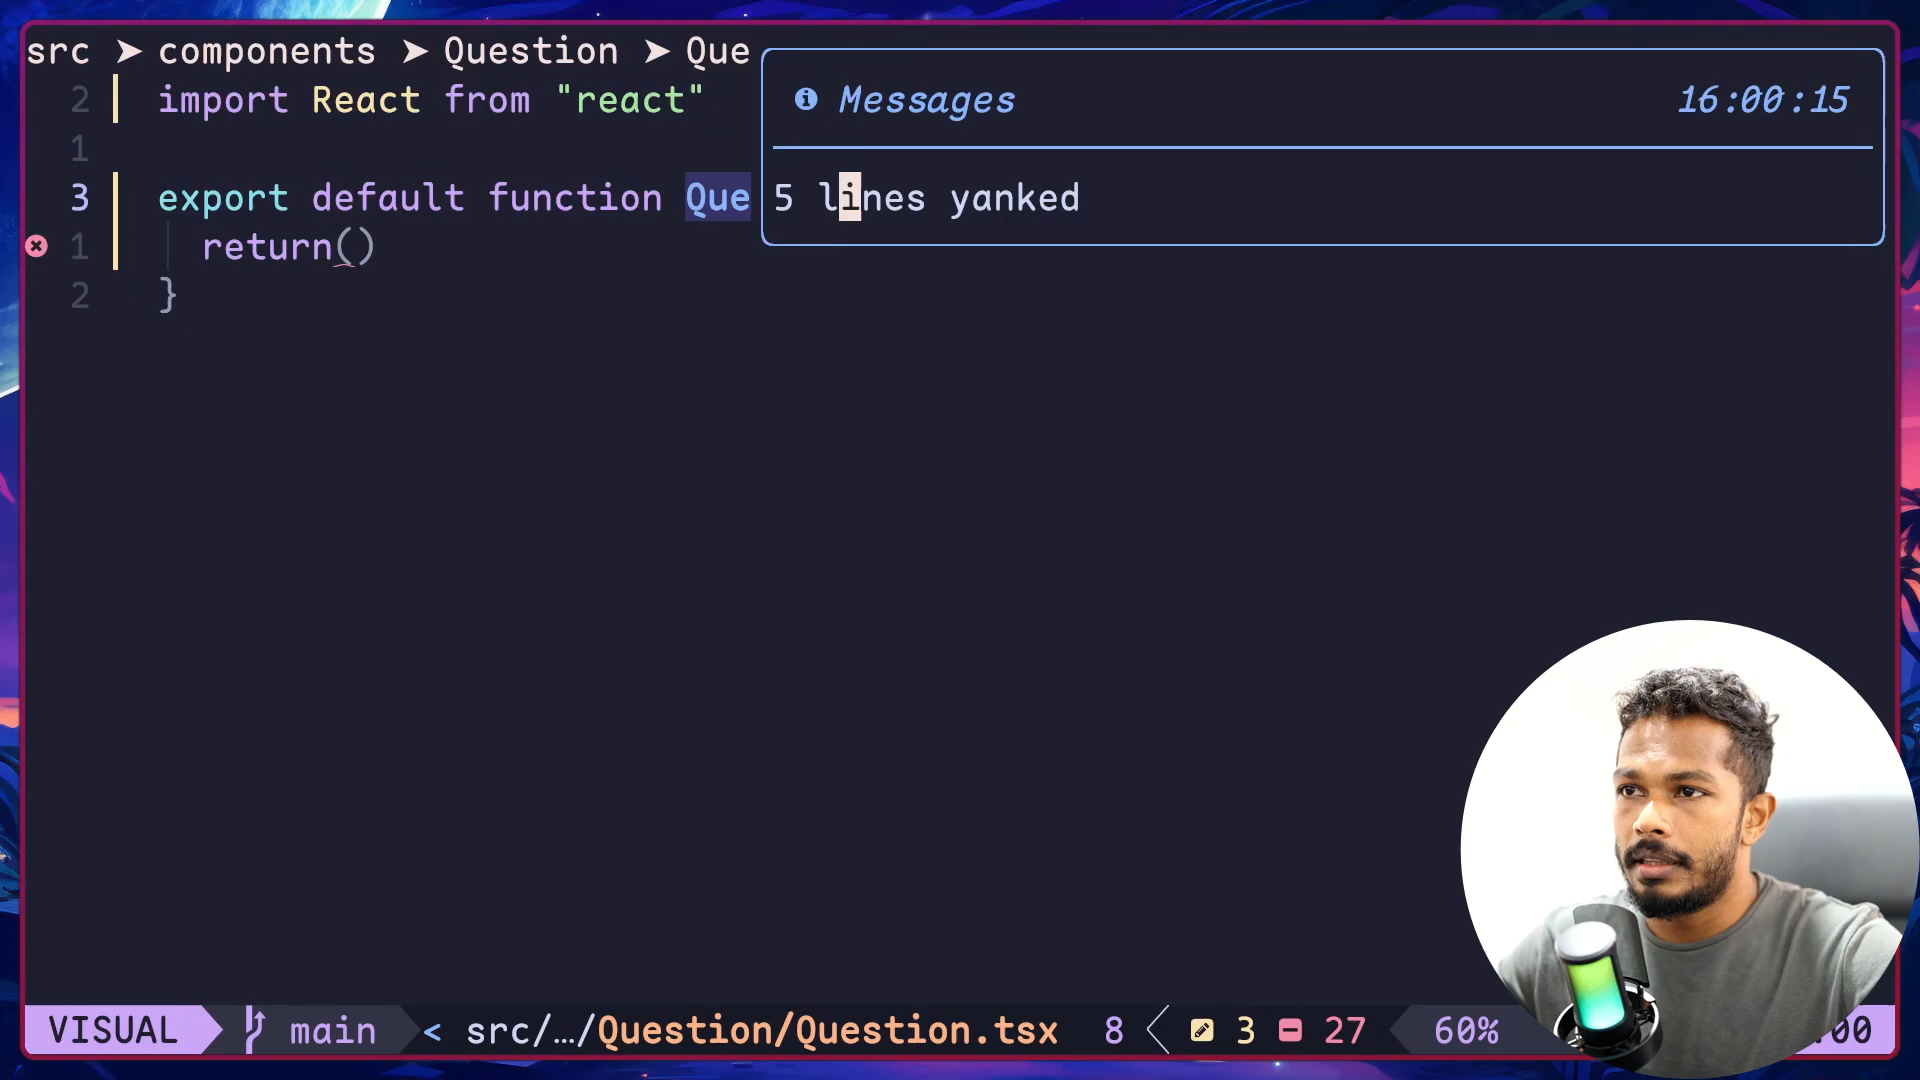 src ➤ components ➤ Question ➤ Que
Messages 16:00:15
2 import React from "react"
1
3 export default function Que
5 lines yanked
1 return()
2 }
VISUAL main < src/…/Question/Question.tsx 8 3 27 60% 00